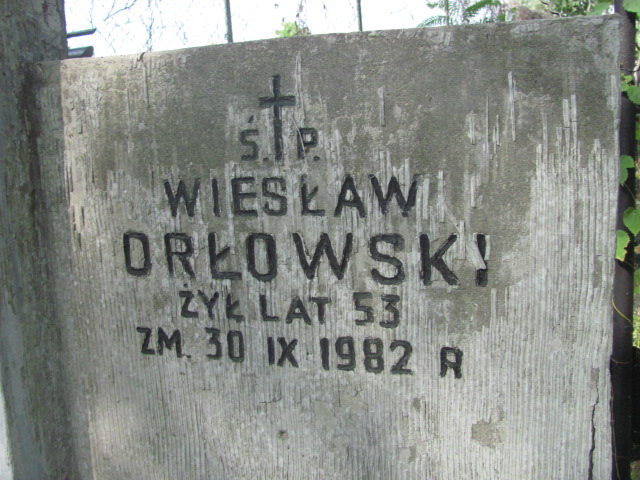 Ś. P.
WIESŁAW
ORŁOWSKI
ŻYŁ LAT 53
ZM. 30 IX 1982 R